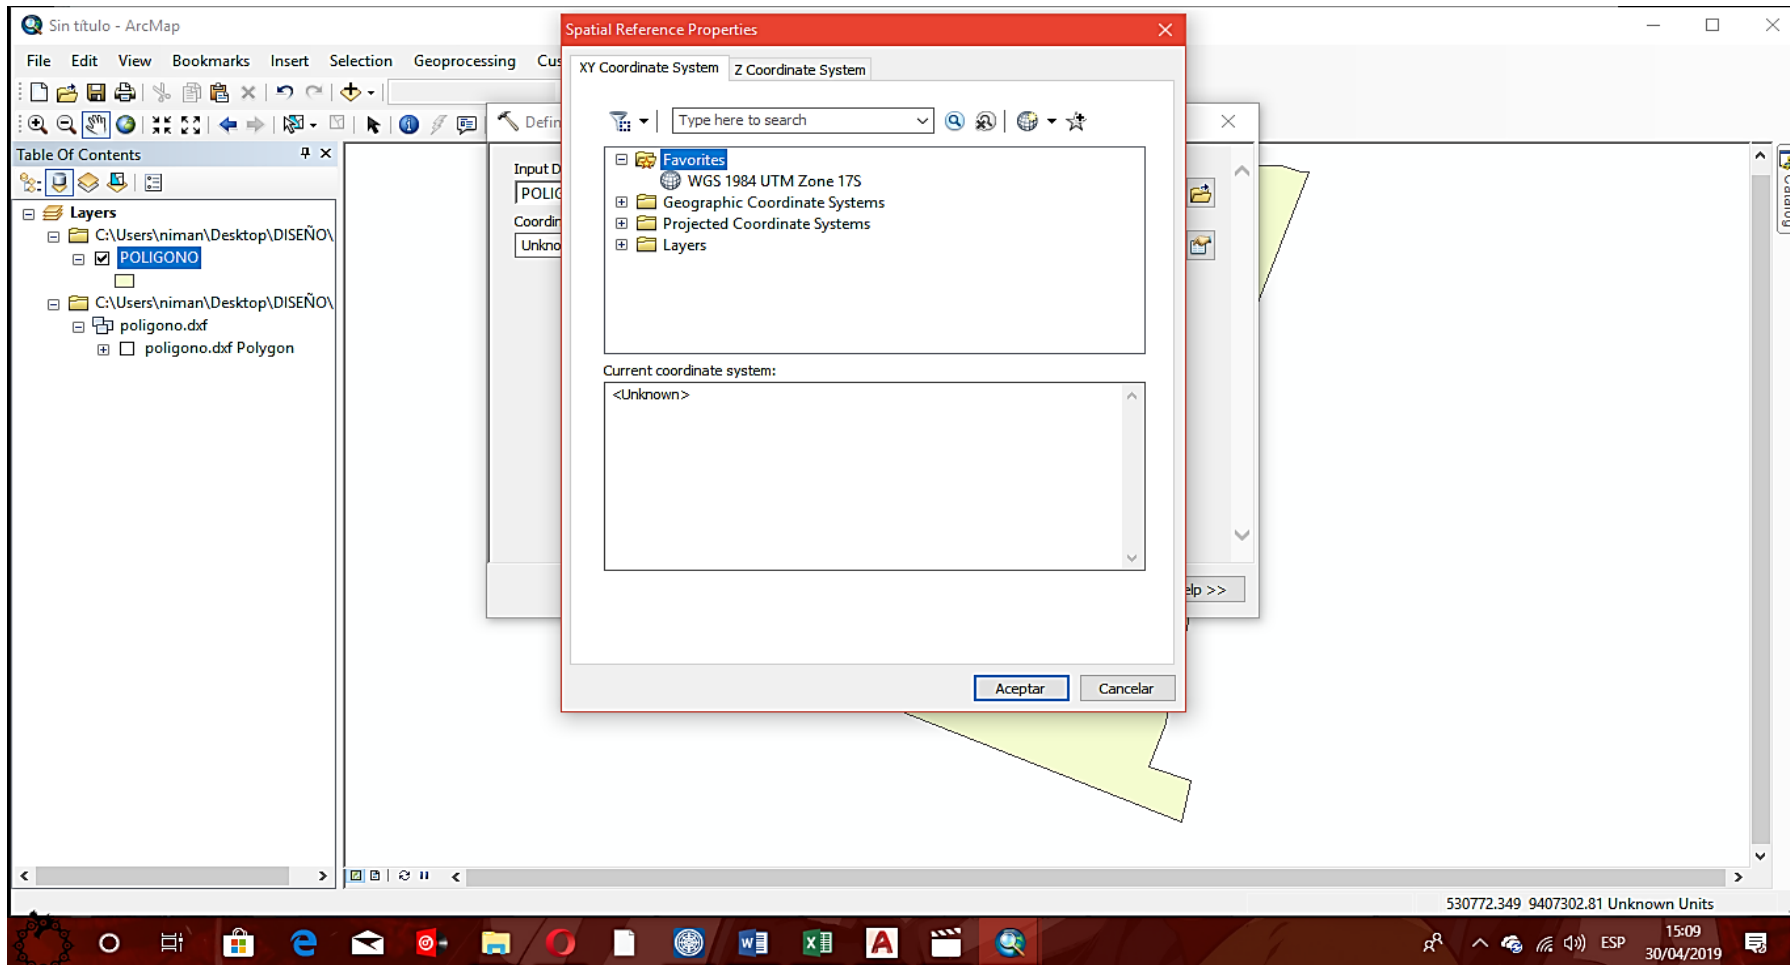 Sin título - ArcMap
File Edit View Bookmarks Insert Selection Geoprocessing Cus
Table Of Contents
Layers
C:\Users\niman\Desktop\DISEÑO\
POLIGONO
C:\Users\niman\Desktop\DISEÑO\
poligono.dxf
poligono.dxf Polygon
Defin
Input D
POLIG
Coordin
Unkno
elp >>
Spatial Reference Properties
XY Coordinate System
Z Coordinate System
Type here to search
Favorites
WGS 1984 UTM Zone 17S
Geographic Coordinate Systems
Projected Coordinate Systems
Layers
Current coordinate system:
<Unknown>
Aceptar
Cancelar
Catalog
530772.349 9407302.81 Unknown Units
ESP
15:09
30/04/2019